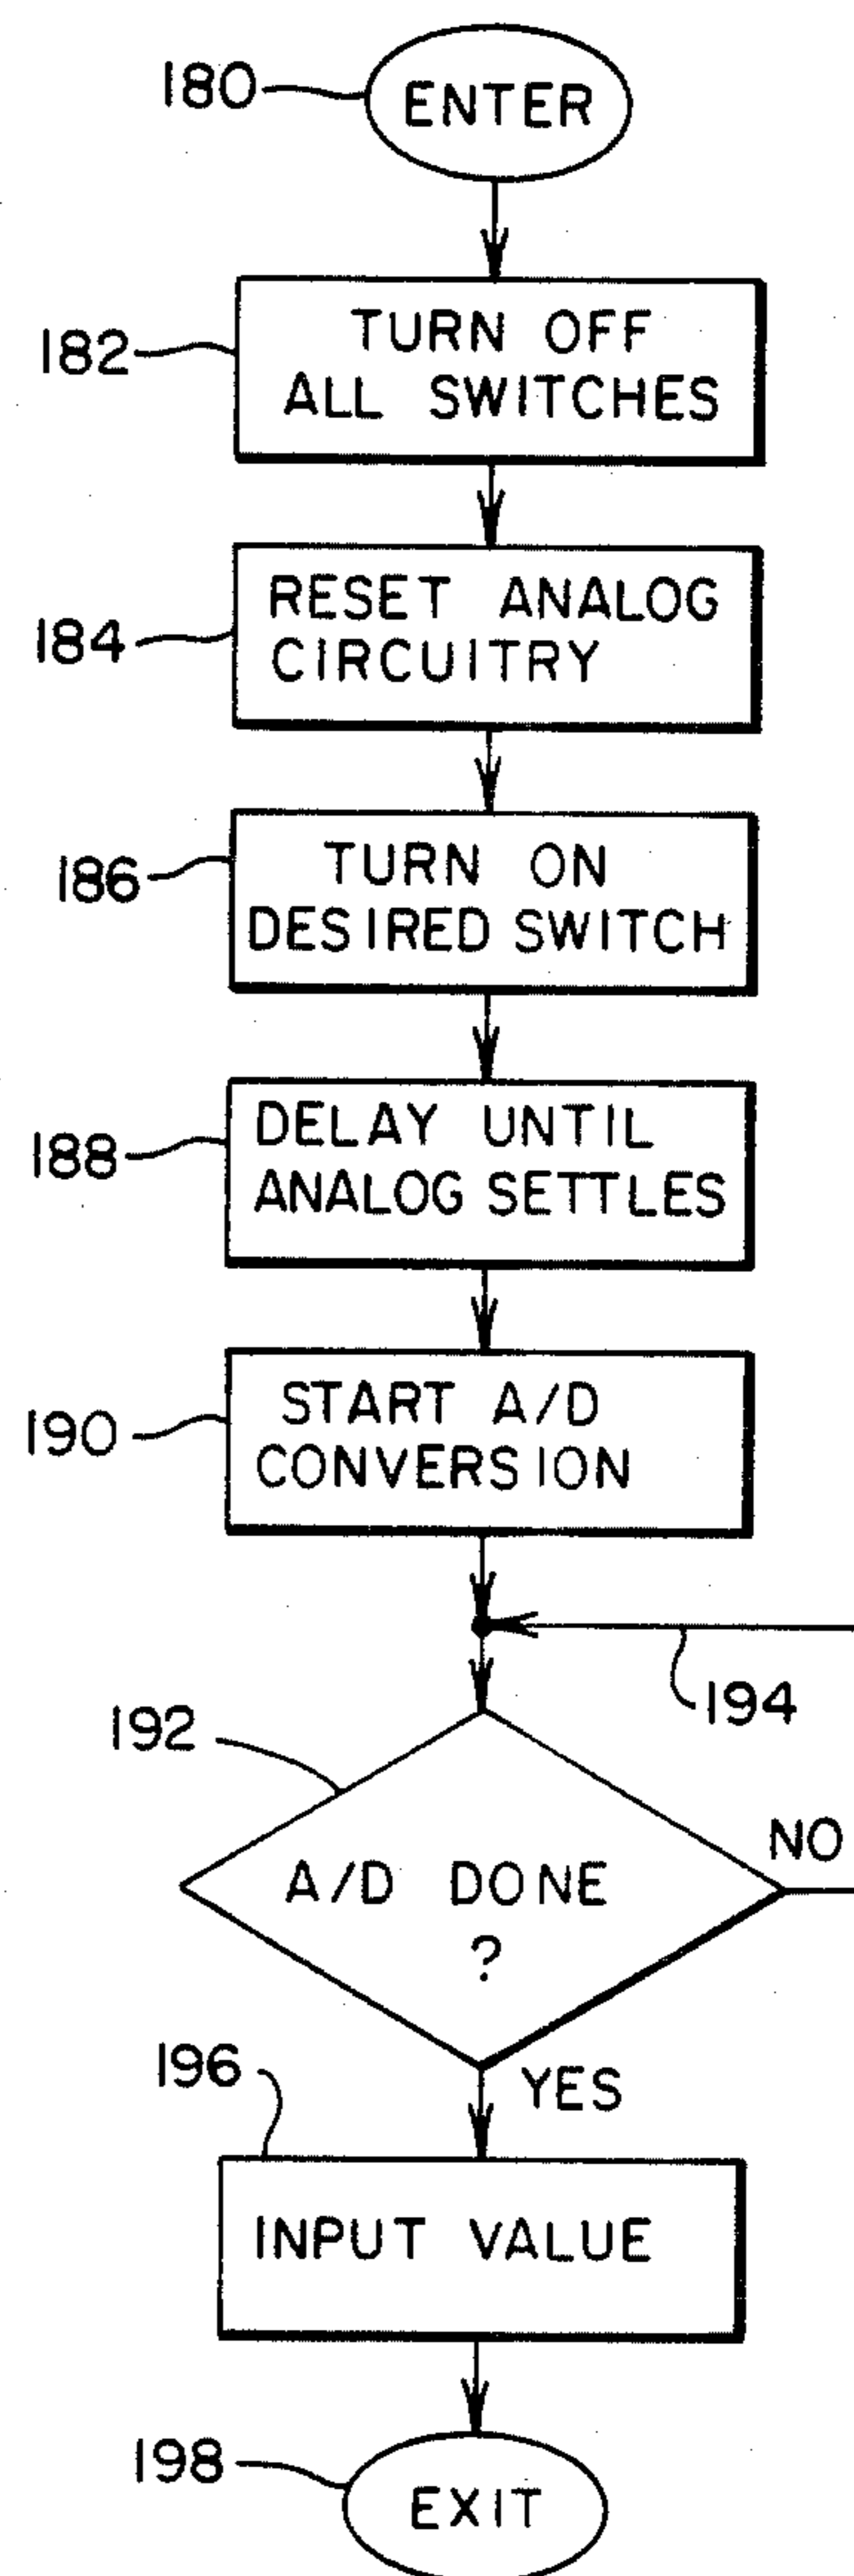 180
ENTER
182
TURN OFF
ALL SWITCHES
184
RESET ANALOG
CIRCUITRY
186
TURN ON
DESIRED SWITCH
188
DELAY UNTIL
ANALOG SETTLES
190
START A/D
CONVERSION
194
192
NO
A/D DONE
?
196
YES
INPUT VALUE
198
EXIT